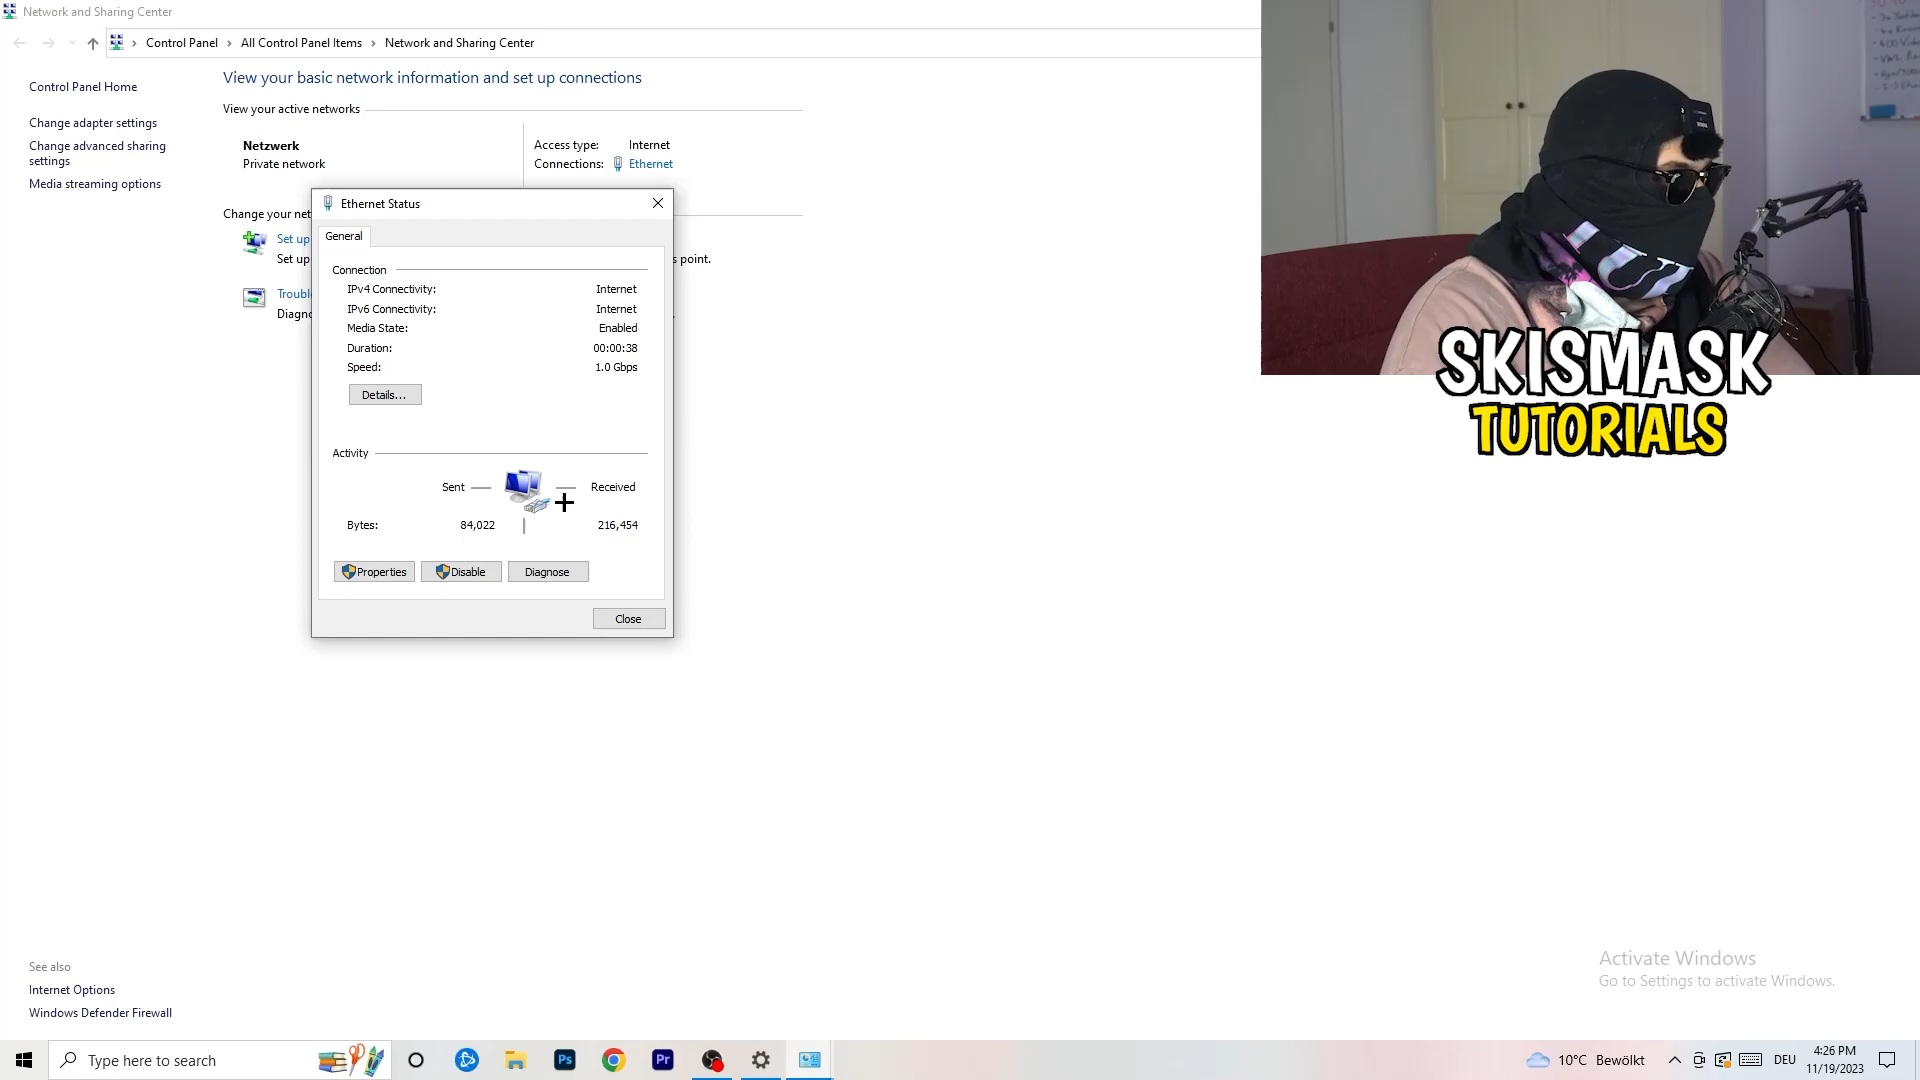 Network and Sharing Center
Control Panel > All Control Panel Items > Network and Sharing Center
Control Panel Home
Change adapter settings
Change advanced sharing
settings
Media streaming options
View your basic network information and set up connections
View your active networks
Netzwerk
Private network
Access type: Internet
Connections: Ethernet
Change your net
Set up
Set up
s point.
Troubl
Diagno
Ethernet Status
General
Connection
IPv4 Connectivity: Internet
IPv6 Connectivity: Internet
Media State: Enabled
Duration: 00:00:38
Speed: 1.0 Gbps
Details...
Activity
Sent Received
Bytes: 84,022 216,454
Properties Disable Diagnose
Close
SKISMASK
TUTORIALS
See also
Internet Options
Windows Defender Firewall
Activate Windows
Go to Settings to activate Windows.
Type here to search
Ps
Pr
10°C Bewölkt
DEU
4:26 PM
11/19/2023